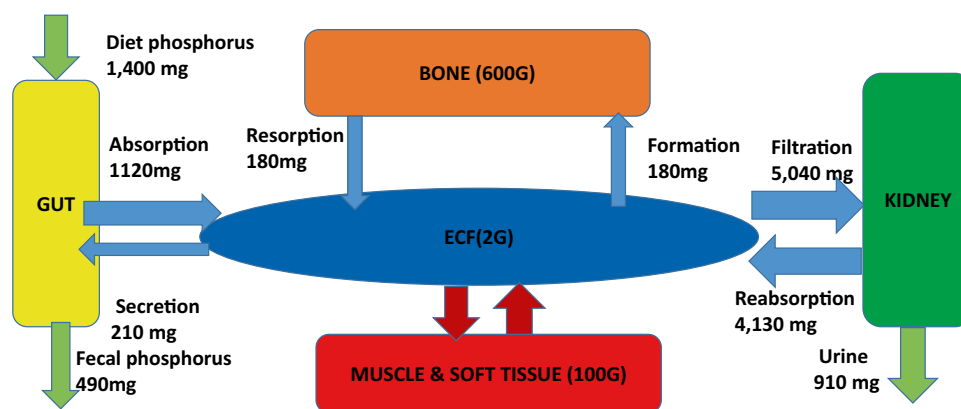 Diet phosphorus
1,400 mg
BONE (600G)
Absorption
1120mg
Resorption
180mg
Formation
180mg
Filtration
5,040 mg
GUT
ECF(2G)
KIDNEY
Secretion
210 mg
Fecal phosphorus
490mg
Reabsorption
4,130 mg
MUSCLE & SOFT TISSUE (100G)
Urine
910 mg